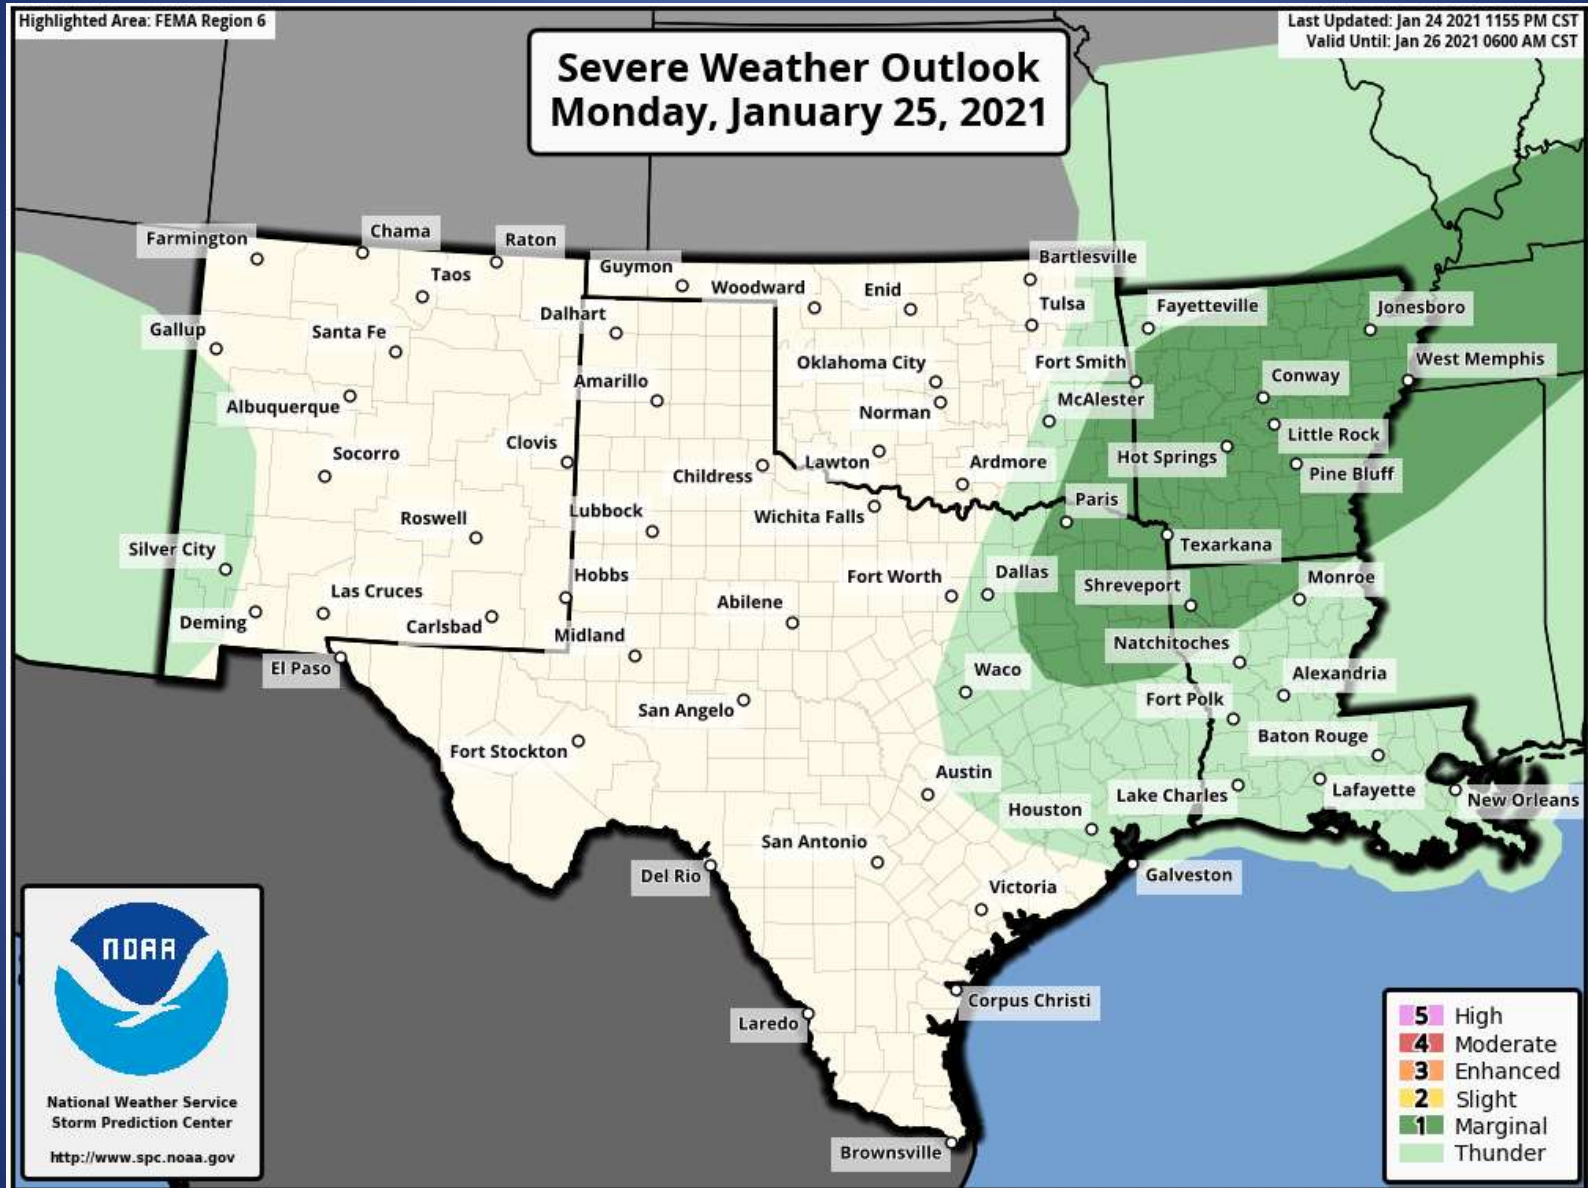 Highlighted Area: FEMA Region 6
Last Updated: Jan 24 2021 1155 PM CST
Valid Until: Jan 26 2021 0600 AM CST
Severe Weather Outlook
Monday, January 25, 2021
Farmington
Chama
Raton
Taos
Guymon
Woodward
Enid
Bartlesville
Tulsa
Fayetteville
Jonesboro
Gallup
Santa Fe
Dalhart
Oklahoma City
Fort Smith
West Memphis
Conway
Albuquerque
Amarillo
Norman
McAlester
Little Rock
Socorro
Clovis
Childress
Lawton
Ardmore
Hot Springs
Pine Bluff
Roswell
Lubbock
Wichita Falls
Paris
Texarkana
Silver City
Las Cruces
Hobbs
Fort Worth
Dallas
Shreveport
Monroe
Deming
Carlsbad
Abilene
Midland
Natchitoches
El Paso
Waco
Alexandria
San Angelo
Fort Polk
Fort Stockton
Baton Rouge
Austin
Houston
Lake Charles
Lafayette
New Orleans
San Antonio
Del Rio
Victoria
Galveston
Corpus Christi
Laredo
Brownsville
NOAA
National Weather Service
Storm Prediction Center
http://www.spc.noaa.gov
5 High
4 Moderate
3 Enhanced
2 Slight
1 Marginal
Thunder